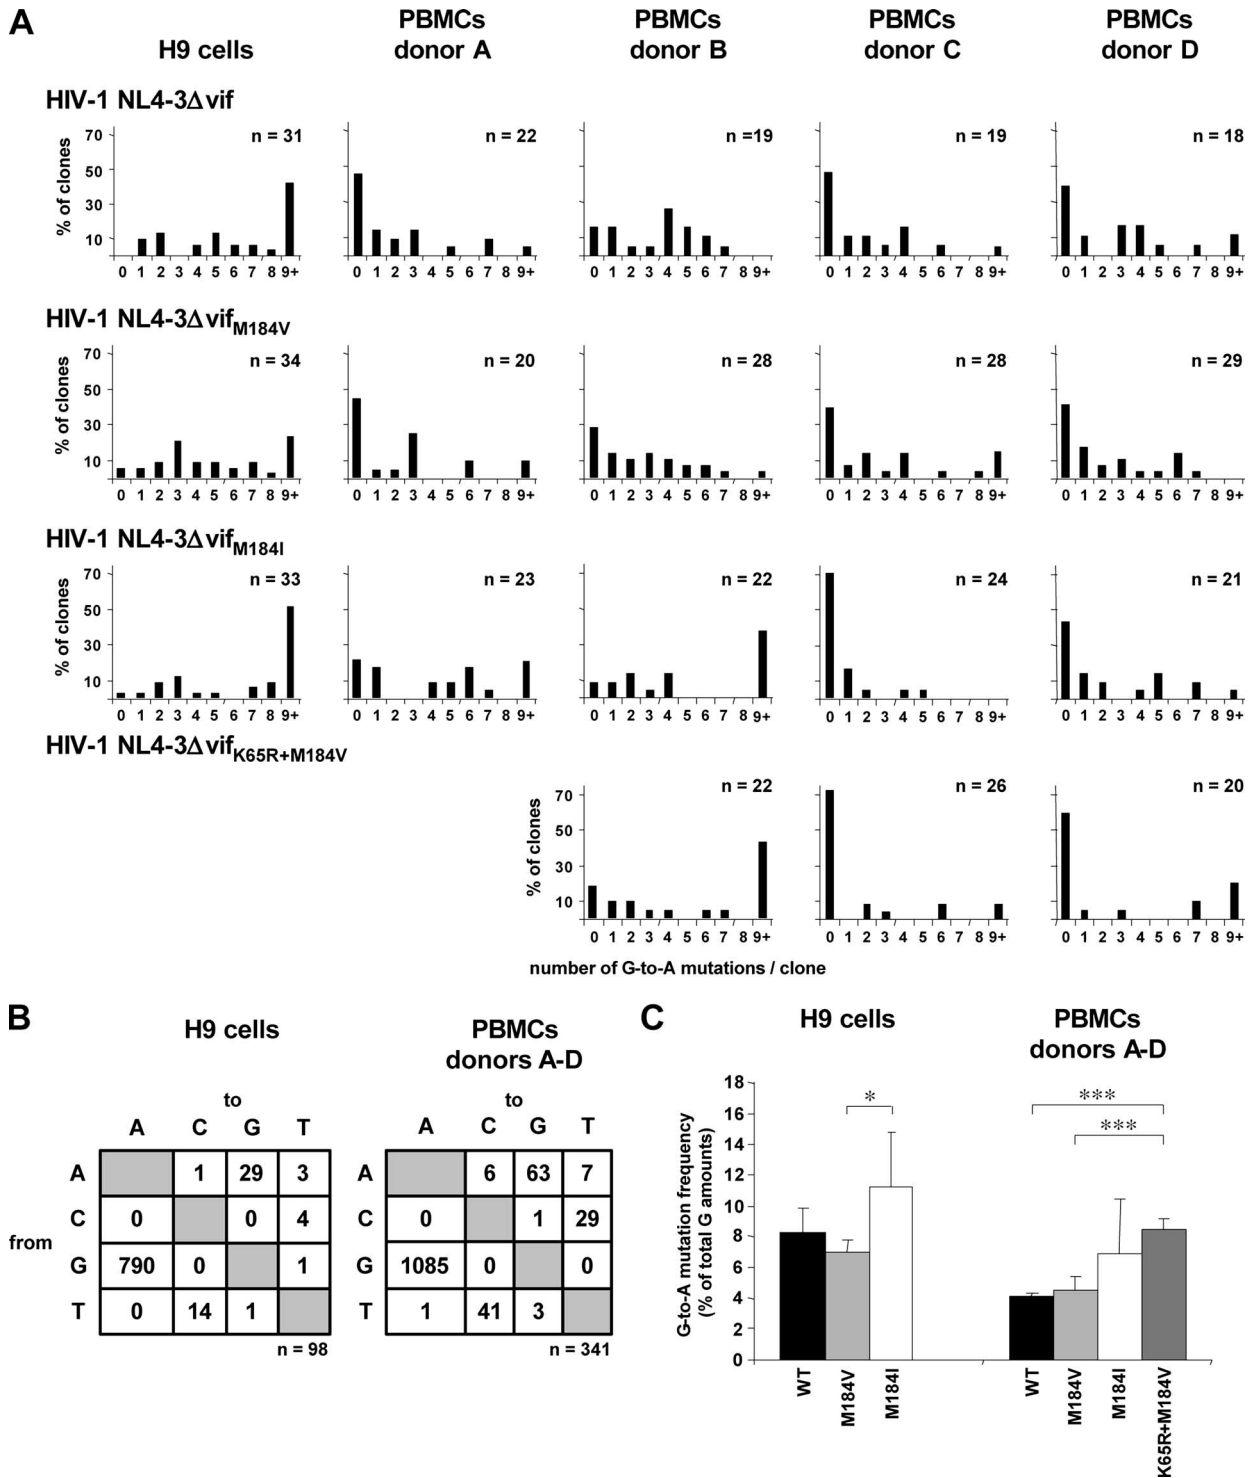 A
H9 cells
PBMCs
donor A
PBMCs
donor B
PBMCs
donor C
PBMCs
donor D
HIV-1 NL4-3Δvif
% of clones
70
50
30
10
n = 31
0 1 2 3 4 5 6 7 8 9+
n = 22
0 1 2 3 4 5 6 7 8 9+
n =19
0 1 2 3 4 5 6 7 8 9+
n = 19
0 1 2 3 4 5 6 7 8 9+
n = 18
0 1 2 3 4 5 6 7 8 9+
HIV-1 NL4-3ΔvifM184V
% of clones
70
50
30
10
n = 34
0 1 2 3 4 5 6 7 8 9+
n = 20
0 1 2 3 4 5 6 7 8 9+
n = 28
0 1 2 3 4 5 6 7 8 9+
n = 28
0 1 2 3 4 5 6 7 8 9+
n = 29
0 1 2 3 4 5 6 7 8 9+
HIV-1 NL4-3ΔvifM184I
% of clones
70
50
30
10
n = 33
0 1 2 3 4 5 6 7 8 9+
n = 23
0 1 2 3 4 5 6 7 8 9+
n = 22
0 1 2 3 4 5 6 7 8 9+
n = 24
0 1 2 3 4 5 6 7 8 9+
n = 21
0 1 2 3 4 5 6 7 8 9+
HIV-1 NL4-3ΔvifK65R+M184V
% of clones
70
50
30
10
n = 22
0 1 2 3 4 5 6 7 8 9+
n = 26
0 1 2 3 4 5 6 7 8 9+
n = 20
0 1 2 3 4 5 6 7 8 9+
number of G-to-A mutations / clone
B
H9 cells
to
A C G T
from
A 1 29 3
C 0 0 4
G 790 0 1
T 0 14 1
n = 98
PBMCs
donors A-D
to
A C G T
A 6 63 7
C 0 1 29
G 1085 0 0
T 1 41 3
n = 341
C
H9 cells
PBMCs
donors A-D
G-to-A mutation frequency
(% of total G amounts)
18
16
14
12
10
8
6
4
2
0
*
***
***
WT
M184V
M184I
WT
M184V
M184I
K65R+M184V